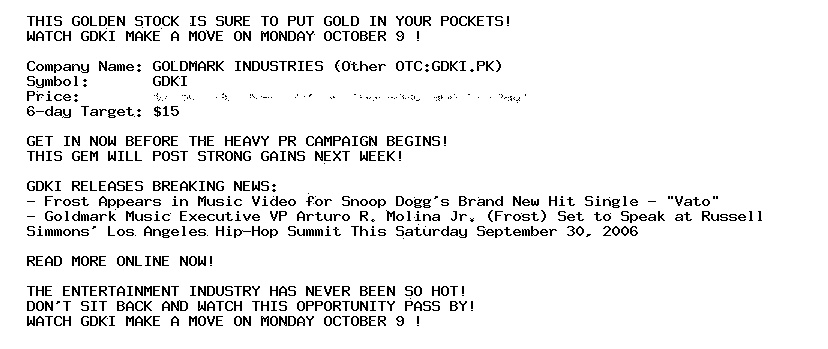 THIS GOLDEN STOCK IS SURE TO PUT GOLD IN YOUR POCKETS!
WATCH GDKI MAKE A MOVE ON MONDAY OCTOBER 9 !
Company Name: GOLDMARK INDUSTRIES (Other OTC:GDKI.PK)
Symbol: GDKI
Price:
6-day Target: $15
GET IN NOW BEFORE THE HEAVY PR CAMPAIGN BEGINS!
THIS GEM WILL POST STRONG GAINS NEXT WEEK!
GDKI RELEASES BREAKING NEWS:
- Frost Appears in Music Video for Snoop Dogg's Brand New Hit Single - "Vato"
- Goldmark Music Executive VP Arturo R. Molina Jr. (Frost) Set to Speak at Russell
Simmons' Los Angeles Hip-Hop Summit This Saturday September 30, 2006
READ MORE ONLINE NOW!
THE ENTERTAINMENT INDUSTRY HAS NEVER BEEN SO HOT!
DON'T SIT BACK AND WATCH THIS OPPORTUNITY PASS BY!
WATCH GDKI MAKE A MOVE ON MONDAY OCTOBER 9 !